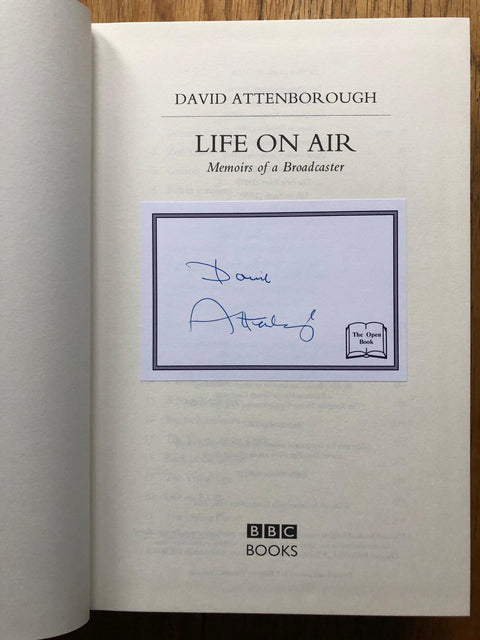 DAVID ATTENBOROUGH
LIFE ON AIR
Memoirs of a Broadcaster
David
Attenborough
The Open
Book
BBC
BOOKS